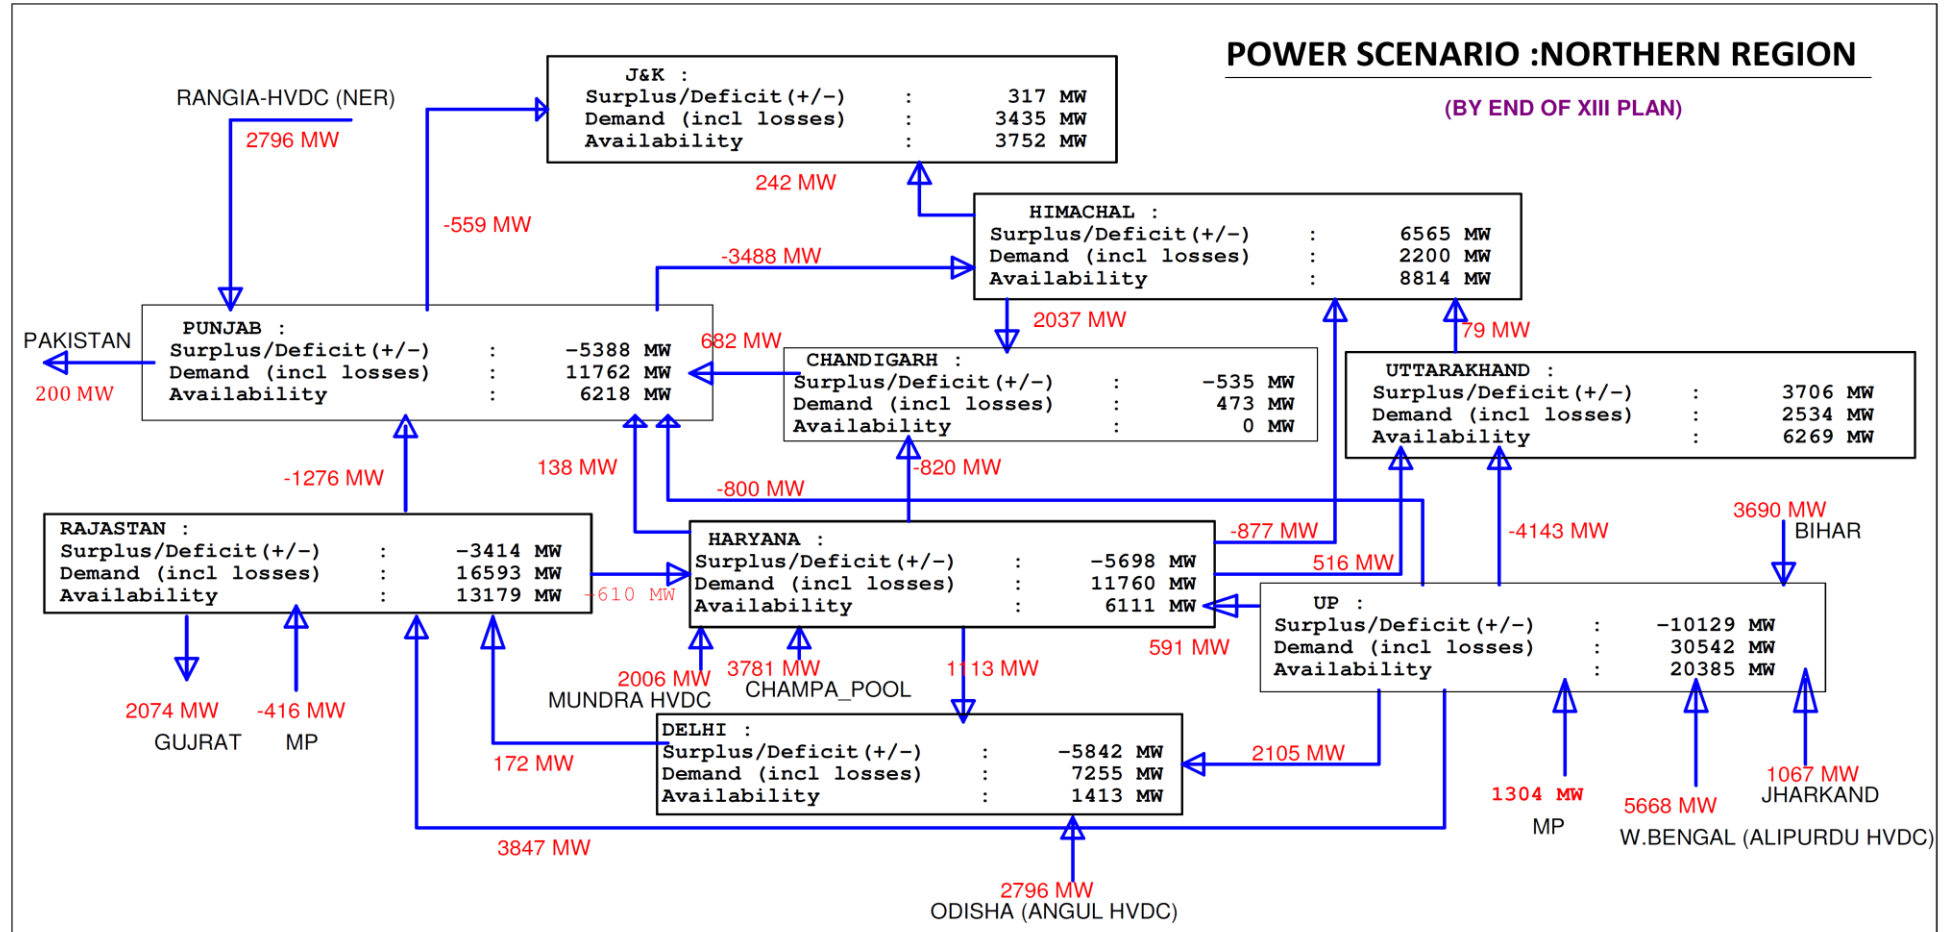 POWER SCENARIO :NORTHERN REGION
(BY END OF XIII PLAN)
RANGIA-HVDC (NER)
2796 MW
J&K :
Surplus/Deficit(+/-) : 317 MW
Demand (incl losses) : 3435 MW
Availability : 3752 MW
242 MW
-559 MW
HIMACHAL :
Surplus/Deficit(+/-) : 6565 MW
Demand (incl losses) : 2200 MW
Availability : 8814 MW
-3488 MW
2037 MW
79 MW
PAKISTAN
200 MW
PUNJAB :
Surplus/Deficit(+/-) : -5388 MW
Demand (incl losses) : 11762 MW
Availability : 6218 MW
682 MW
CHANDIGARH :
Surplus/Deficit(+/-) : -535 MW
Demand (incl losses) : 473 MW
Availability : 0 MW
UTTARAKHAND :
Surplus/Deficit(+/-) : 3706 MW
Demand (incl losses) : 2534 MW
Availability : 6269 MW
-1276 MW
138 MW
-820 MW
-800 MW
-877 MW
516 MW
-4143 MW
3690 MW
BIHAR
RAJASTAN :
Surplus/Deficit(+/-) : -3414 MW
Demand (incl losses) : 16593 MW
Availability : 13179 MW
-610 MW
HARYANA :
Surplus/Deficit(+/-) : -5698 MW
Demand (incl losses) : 11760 MW
Availability : 6111 MW
591 MW
UP :
Surplus/Deficit(+/-) : -10129 MW
Demand (incl losses) : 30542 MW
Availability : 20385 MW
2074 MW
GUJRAT
-416 MW
MP
2006 MW
MUNDRA HVDC
3781 MW
CHAMPA_POOL
1113 MW
172 MW
DELHI :
Surplus/Deficit(+/-) : -5842 MW
Demand (incl losses) : 7255 MW
Availability : 1413 MW
2105 MW
1304 MW
MP
5668 MW
W.BENGAL (ALIPURDU HVDC)
1067 MW
JHARKAND
3847 MW
2796 MW
ODISHA (ANGUL HVDC)